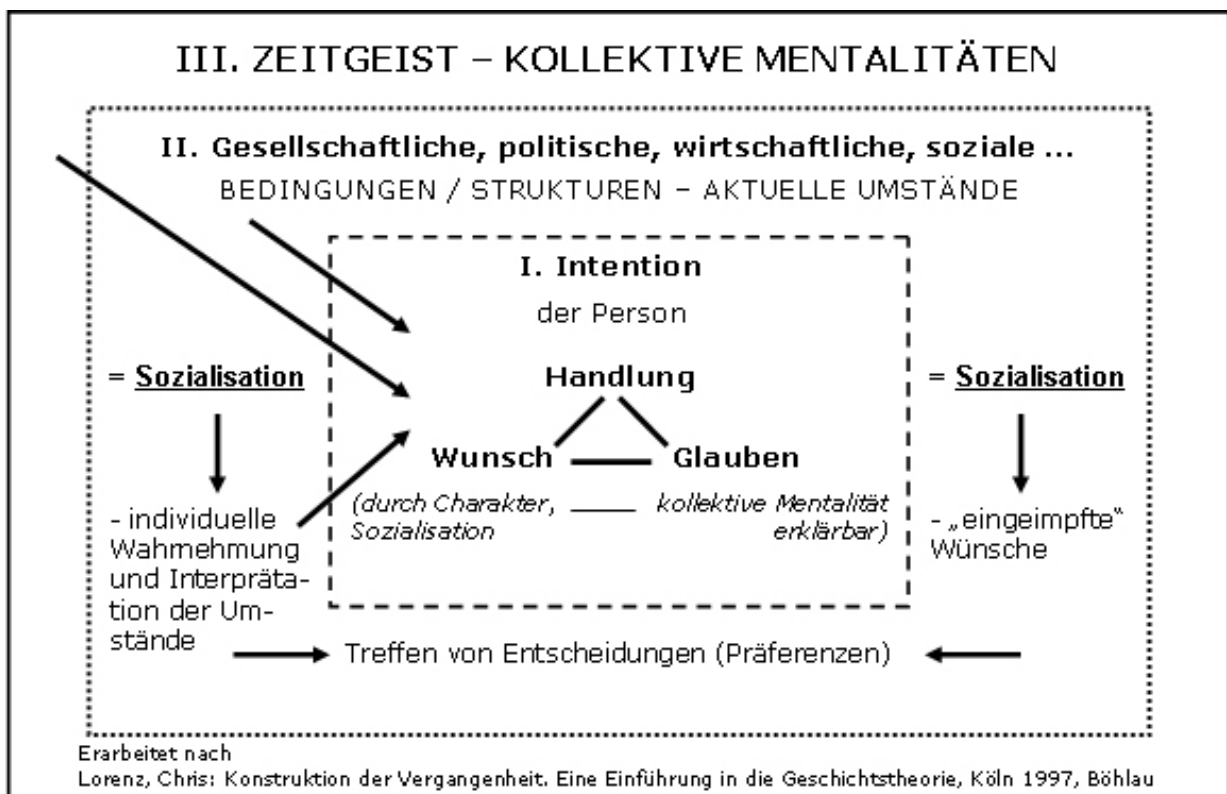 III. ZEITGEIST – KOLLEKTIVE MENTALITÄTEN
II. Gesellschaftliche, politische, wirtschaftliche, soziale ...
BEDINGUNGEN / STRUKTUREN – AKTUELLE UMSTÄNDE
I. Intention
der Person
= Sozialisation
Handlung
= Sozialisation
Wunsch
Glauben
(durch Charakter,
Sozialisation
kollektive Mentalität
erklärbar)
- individuelle
Wahrnehmung
und Interpräta-
tion der Um-
stände
- „eingeimpfte“
Wünsche
Treffen von Entscheidungen (Präferenzen)
Erarbeitet nach
Lorenz, Chris: Konstruktion der Vergangenheit. Eine Einführung in die Geschichtstheorie, Köln 1997, Böhlau